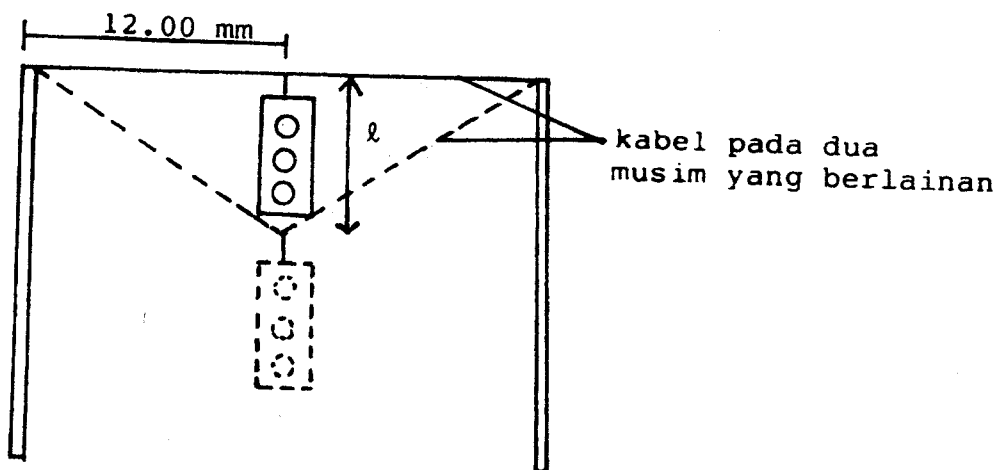 12.00 mm
ℓ
kabel pada dua
musim yang berlainan